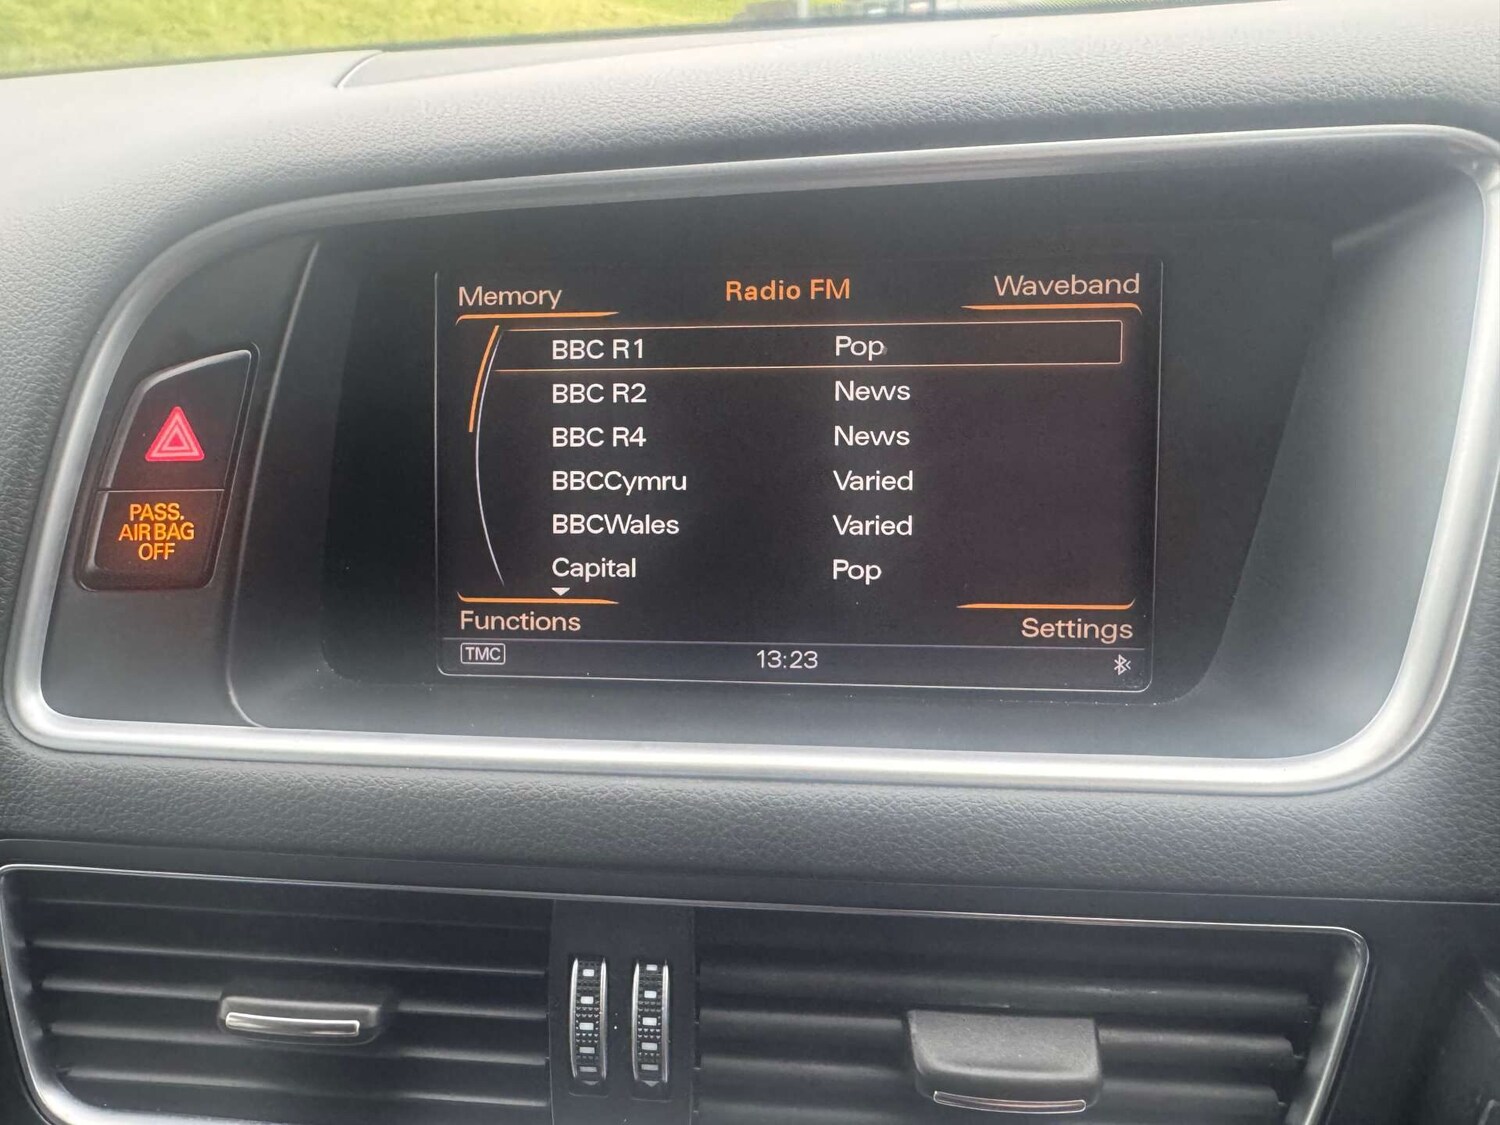 Memory Radio FM Waveband
BBC R1 Pop
BBC R2 News
BBC R4 News
BBCCymru Varied
BBCWales Varied
Capital Pop
Functions Settings
TMC 13:23
PASS.
AIR BAG
OFF